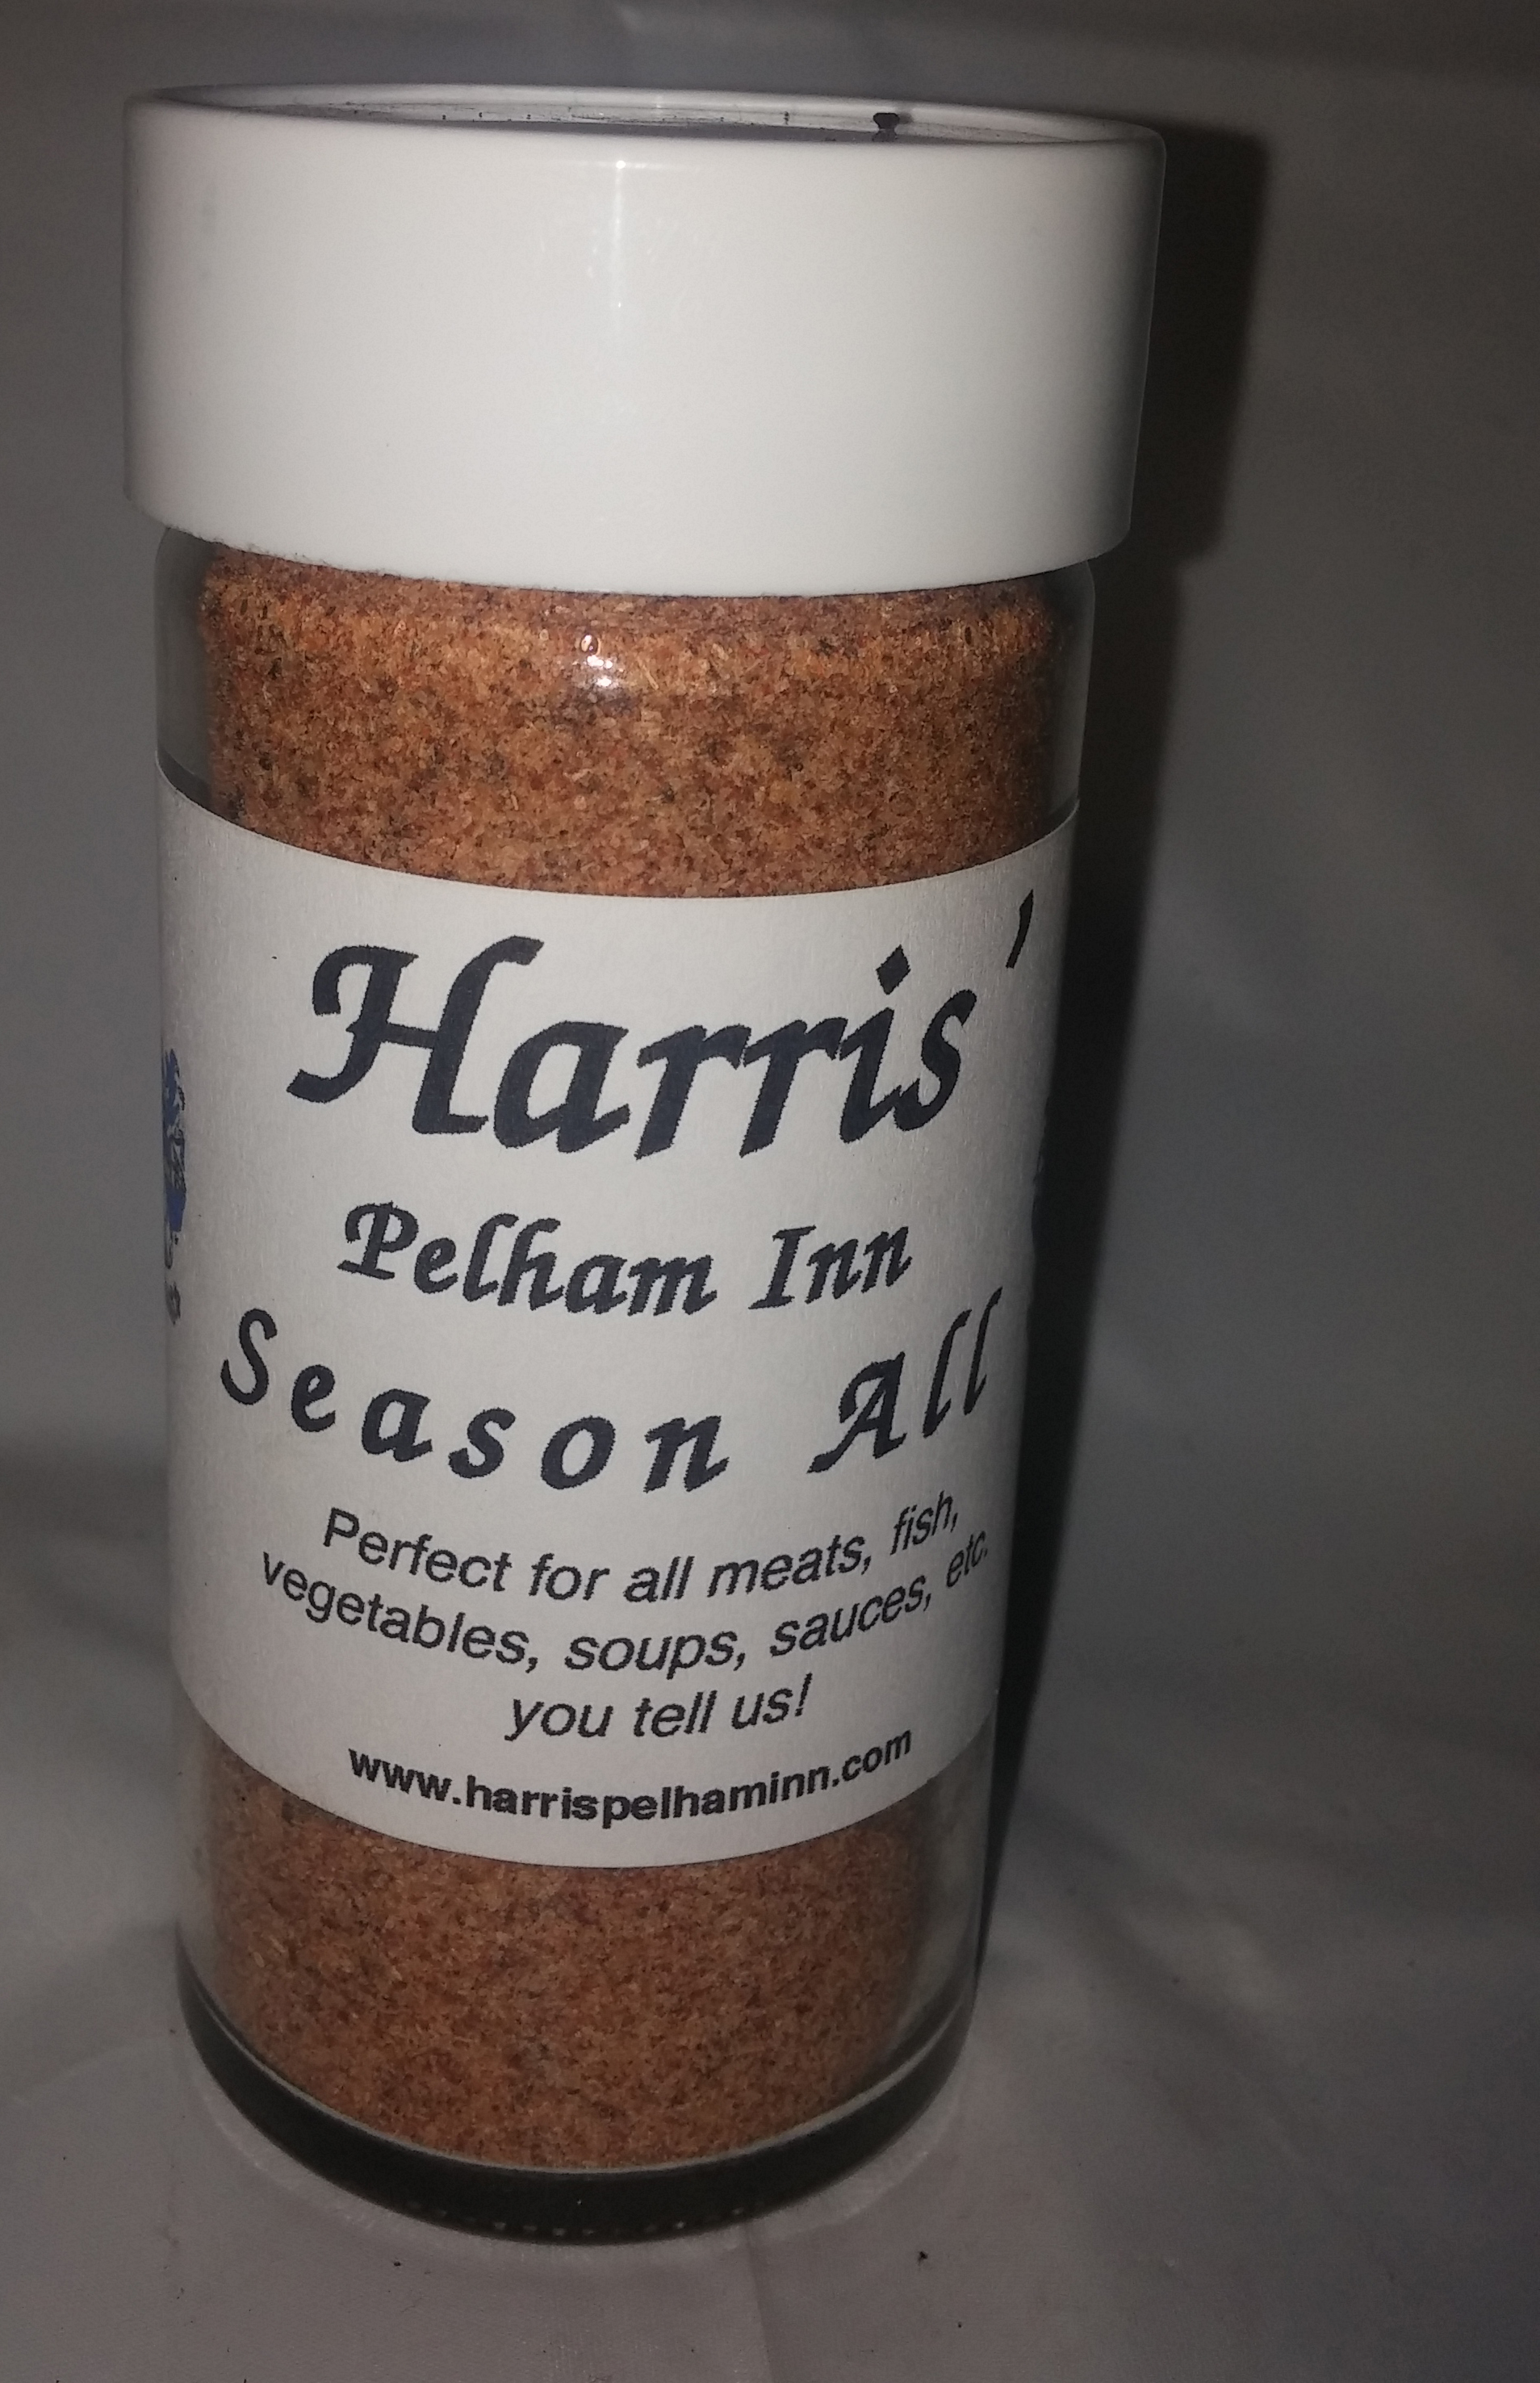 Harris'
Pelham Inn
Season All
Perfect for all meats, fish,
vegetables, soups, sauces, etc.
you tell us!
www.harrispelhaminn.com